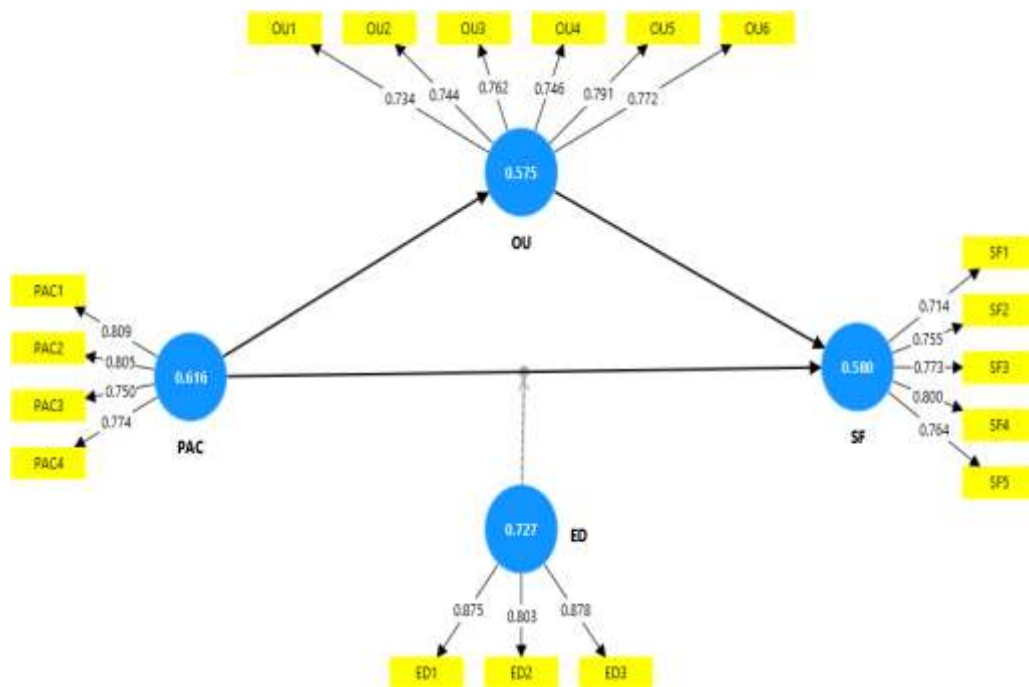 OU1 OU2 OU3 OU4 OU5 OU6
0.734 0.744 0.762 0.746 0.791 0.772
0.575
OU
PAC1
PAC2
PAC3
PAC4
0.809
0.805
0.750
0.774
0.616
PAC
SF1
SF2
SF3
SF4
SF5
0.714
0.755
0.773
0.800
0.764
0.580
SF
0.727
ED
0.875 0.803 0.878
ED1 ED2 ED3